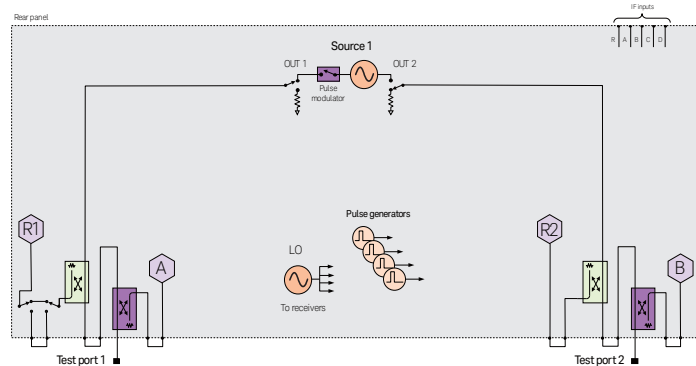 IF inputs
Rear panel
R A B C D
Source 1
OUT 1
OUT 2
Pulse
modulator
Pulse generators
R1
R2
LO
A
B
To receivers
Test port 1
Test port 2